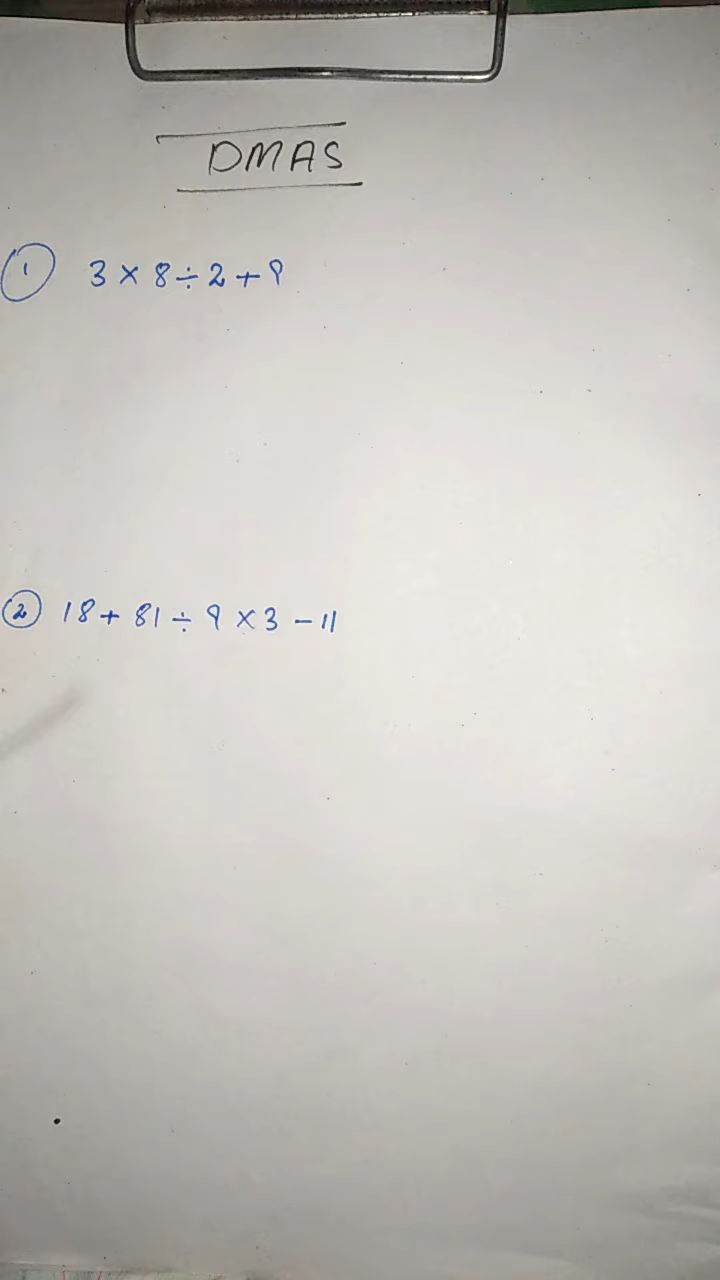 DMAS
① 3 × 8 ÷ 2 + 9
② 18 + 81 ÷ 9 × 3 - 11